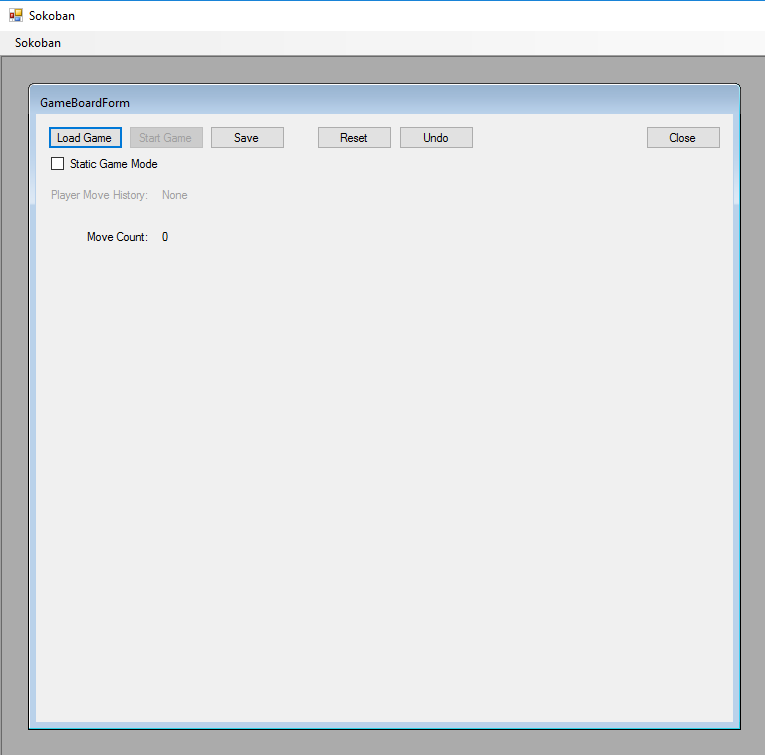 Sokoban
Sokoban
GameBoardForm
Load Game Start Game Save Reset Undo Close
Static Game Mode
Player Move History: None
Move Count: 0